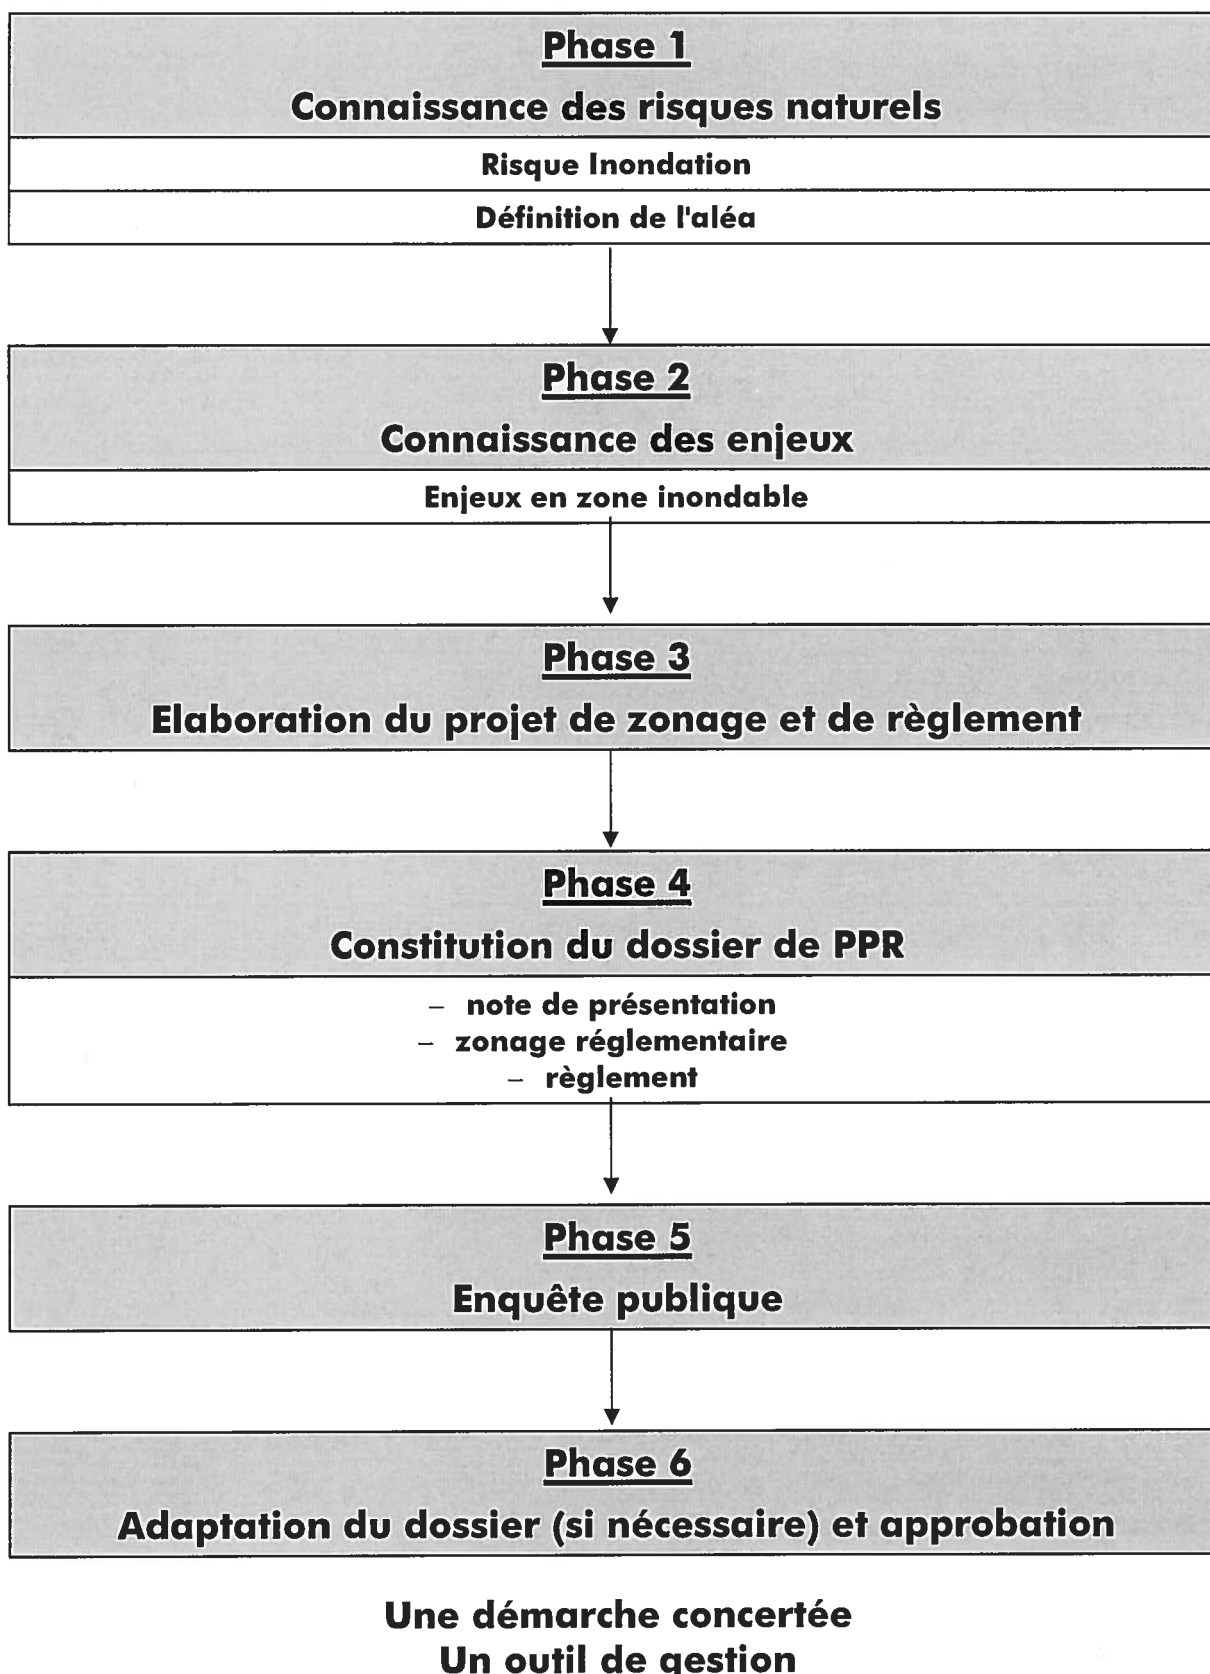 Phase 1
Connaissance des risques naturels
Risque Inondation
Définition de l'aléa
Phase 2
Connaissance des enjeux
Enjeux en zone inondable
Phase 3
Elaboration du projet de zonage et de règlement
Phase 4
Constitution du dossier de PPR
– note de présentation
– zonage réglementaire
– règlement
Phase 5
Enquête publique
Phase 6
Adaptation du dossier (si nécessaire) et approbation
Une démarche concertée
Un outil de gestion